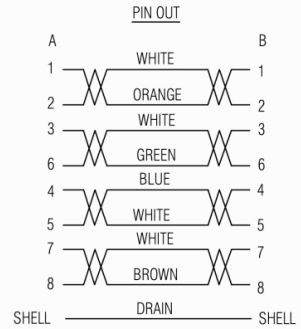 PIN OUT
A B
1 WHITE 1
2 ORANGE 2
3 WHITE 3
6 GREEN 6
4 BLUE 4
5 WHITE 5
7 WHITE 7
8 BROWN 8
SHELL DRAIN SHELL